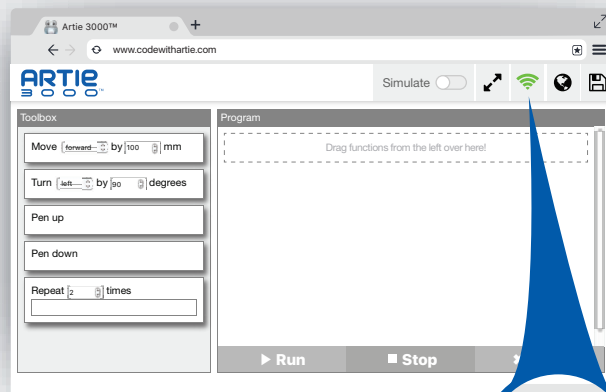 Artie 3000™
www.codewithartie.com
ARTIE
3000™
Simulate
Toolbox
Program
Move forward by 100 mm
Drag functions from the left over here!
Turn left by 90 degrees
Pen up
Pen down
Repeat 2 times
Run
Stop